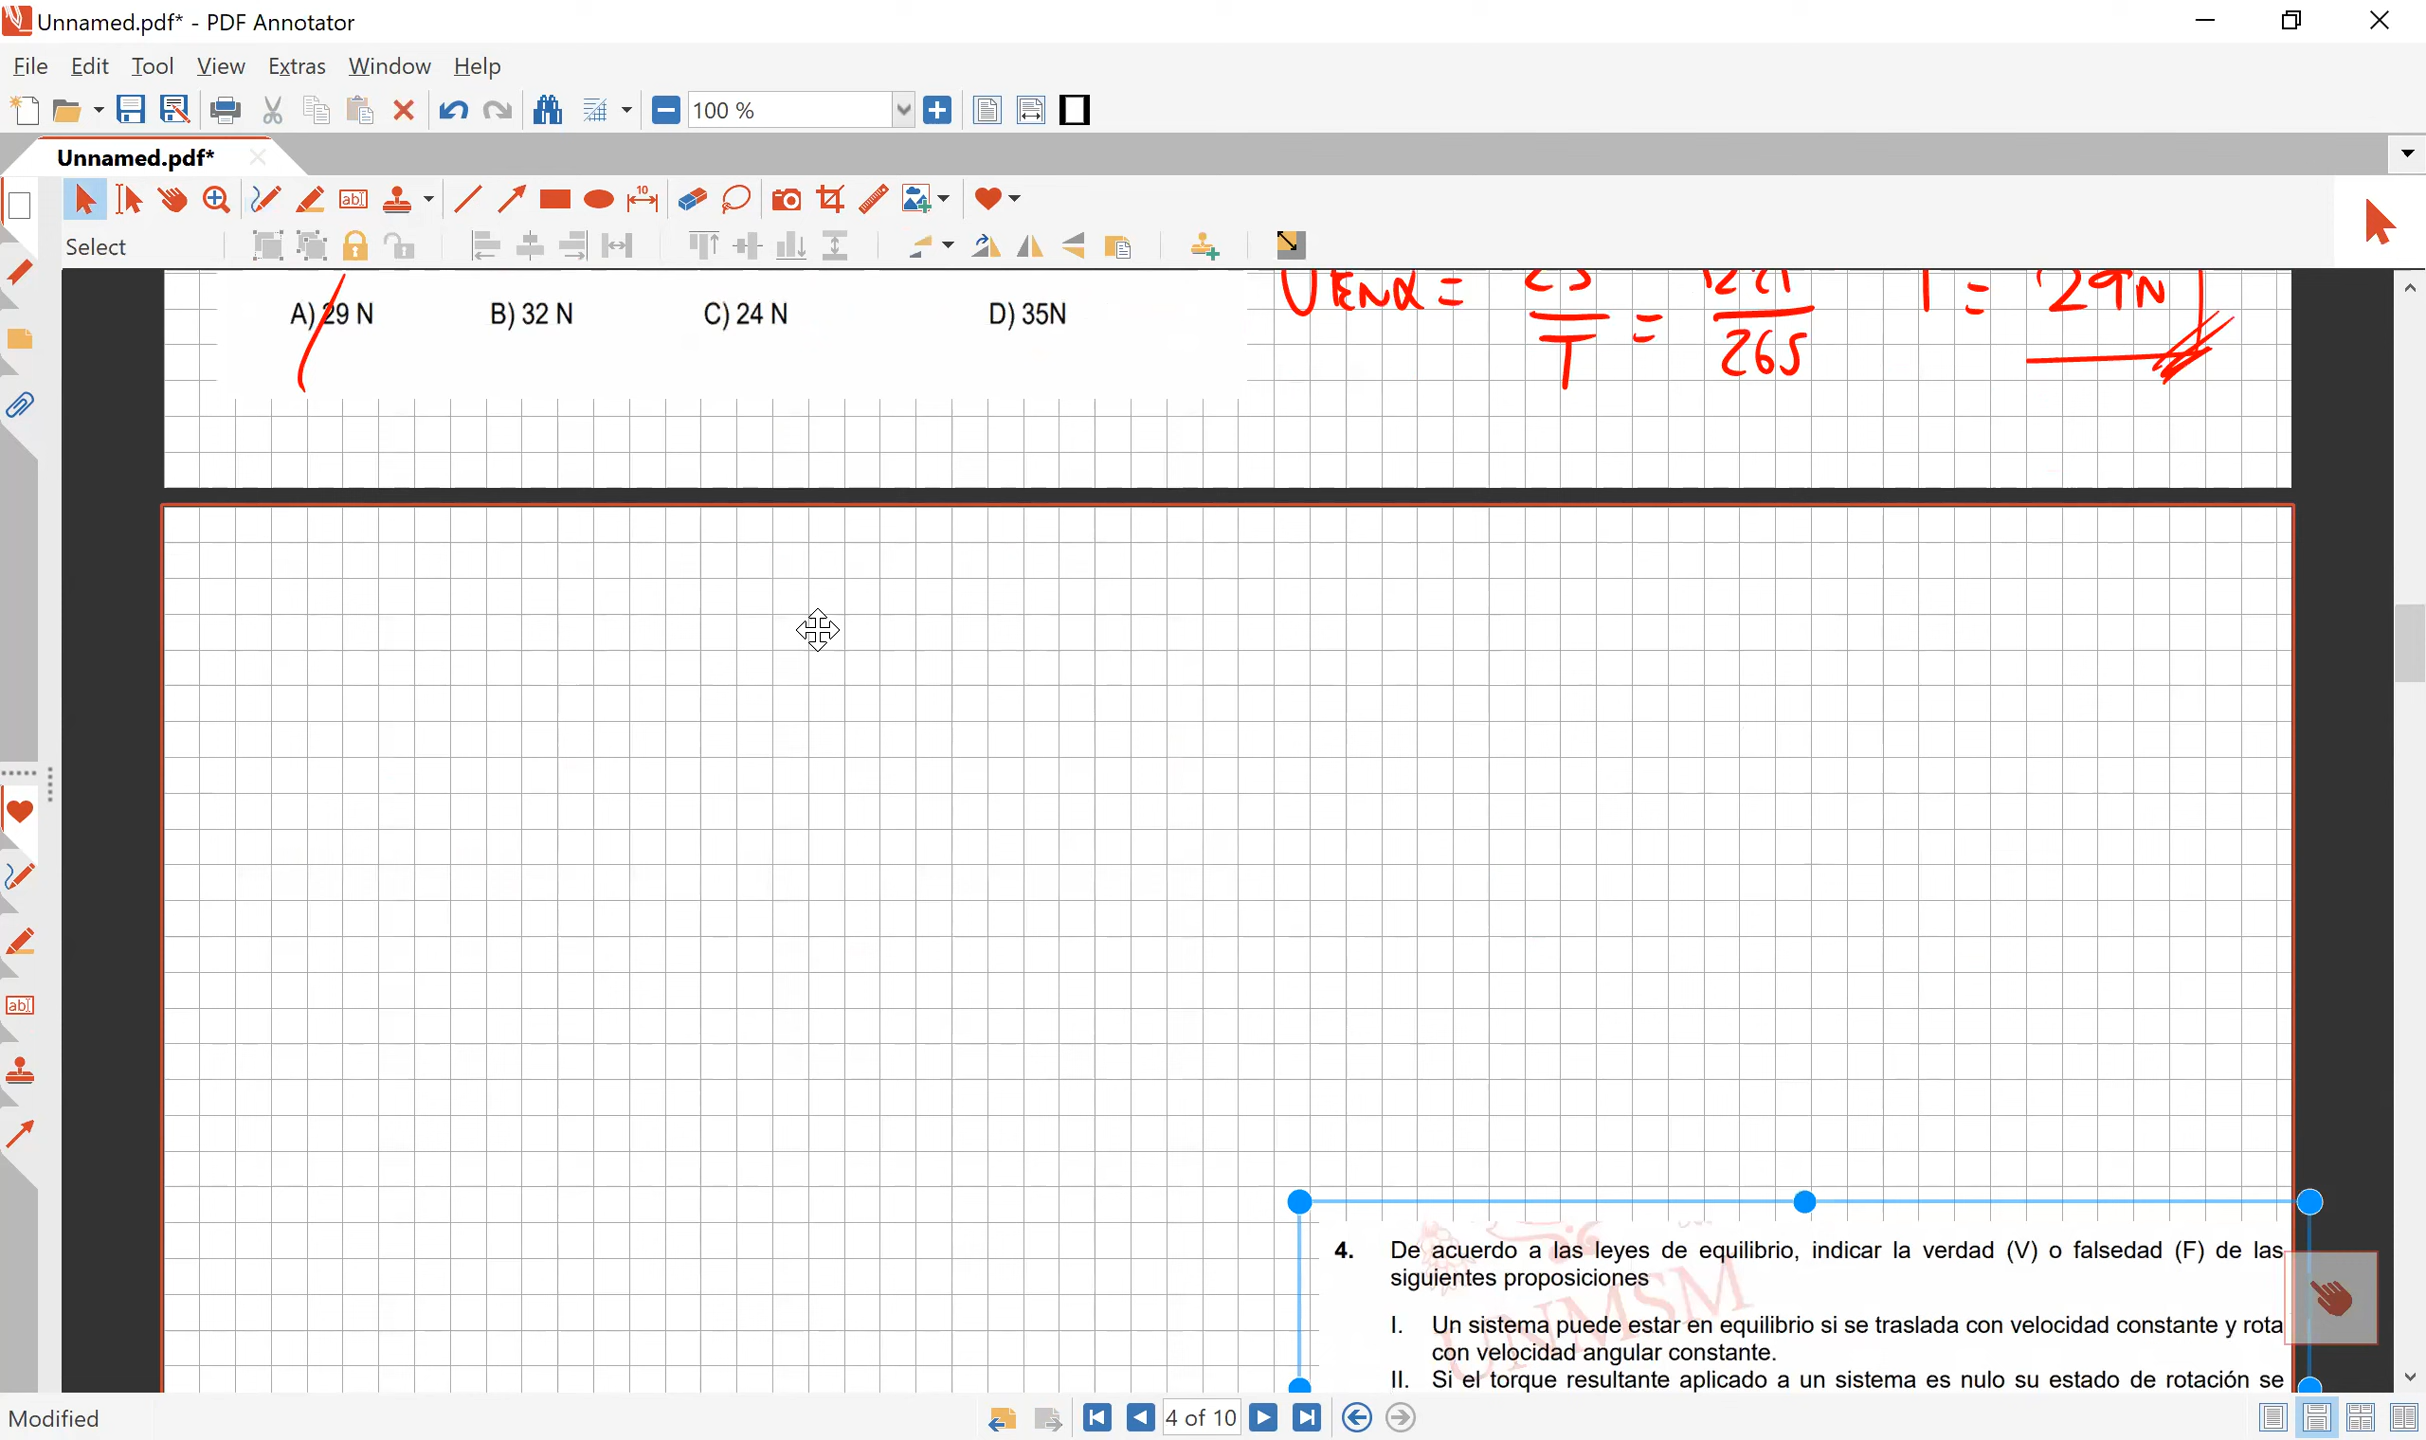 Unnamed.pdf* - PDF Annotator
File Edit Tool View Extras Window Help
100 %
Unnamed.pdf*
Select
A) 29 N B) 32 N C) 24 N D) 35N
T = 29N
T = 265
4. De acuerdo a las leyes de equilibrio, indicar la verdad (V) o falsedad (F) de las
siguientes proposiciones
UNMSM
I. Un sistema puede estar en equilibrio si se traslada con velocidad constante y rota
con velocidad angular constante.
II. Si el torque resultante aplicado a un sistema es nulo su estado de rotación se
Modified
4 of 10